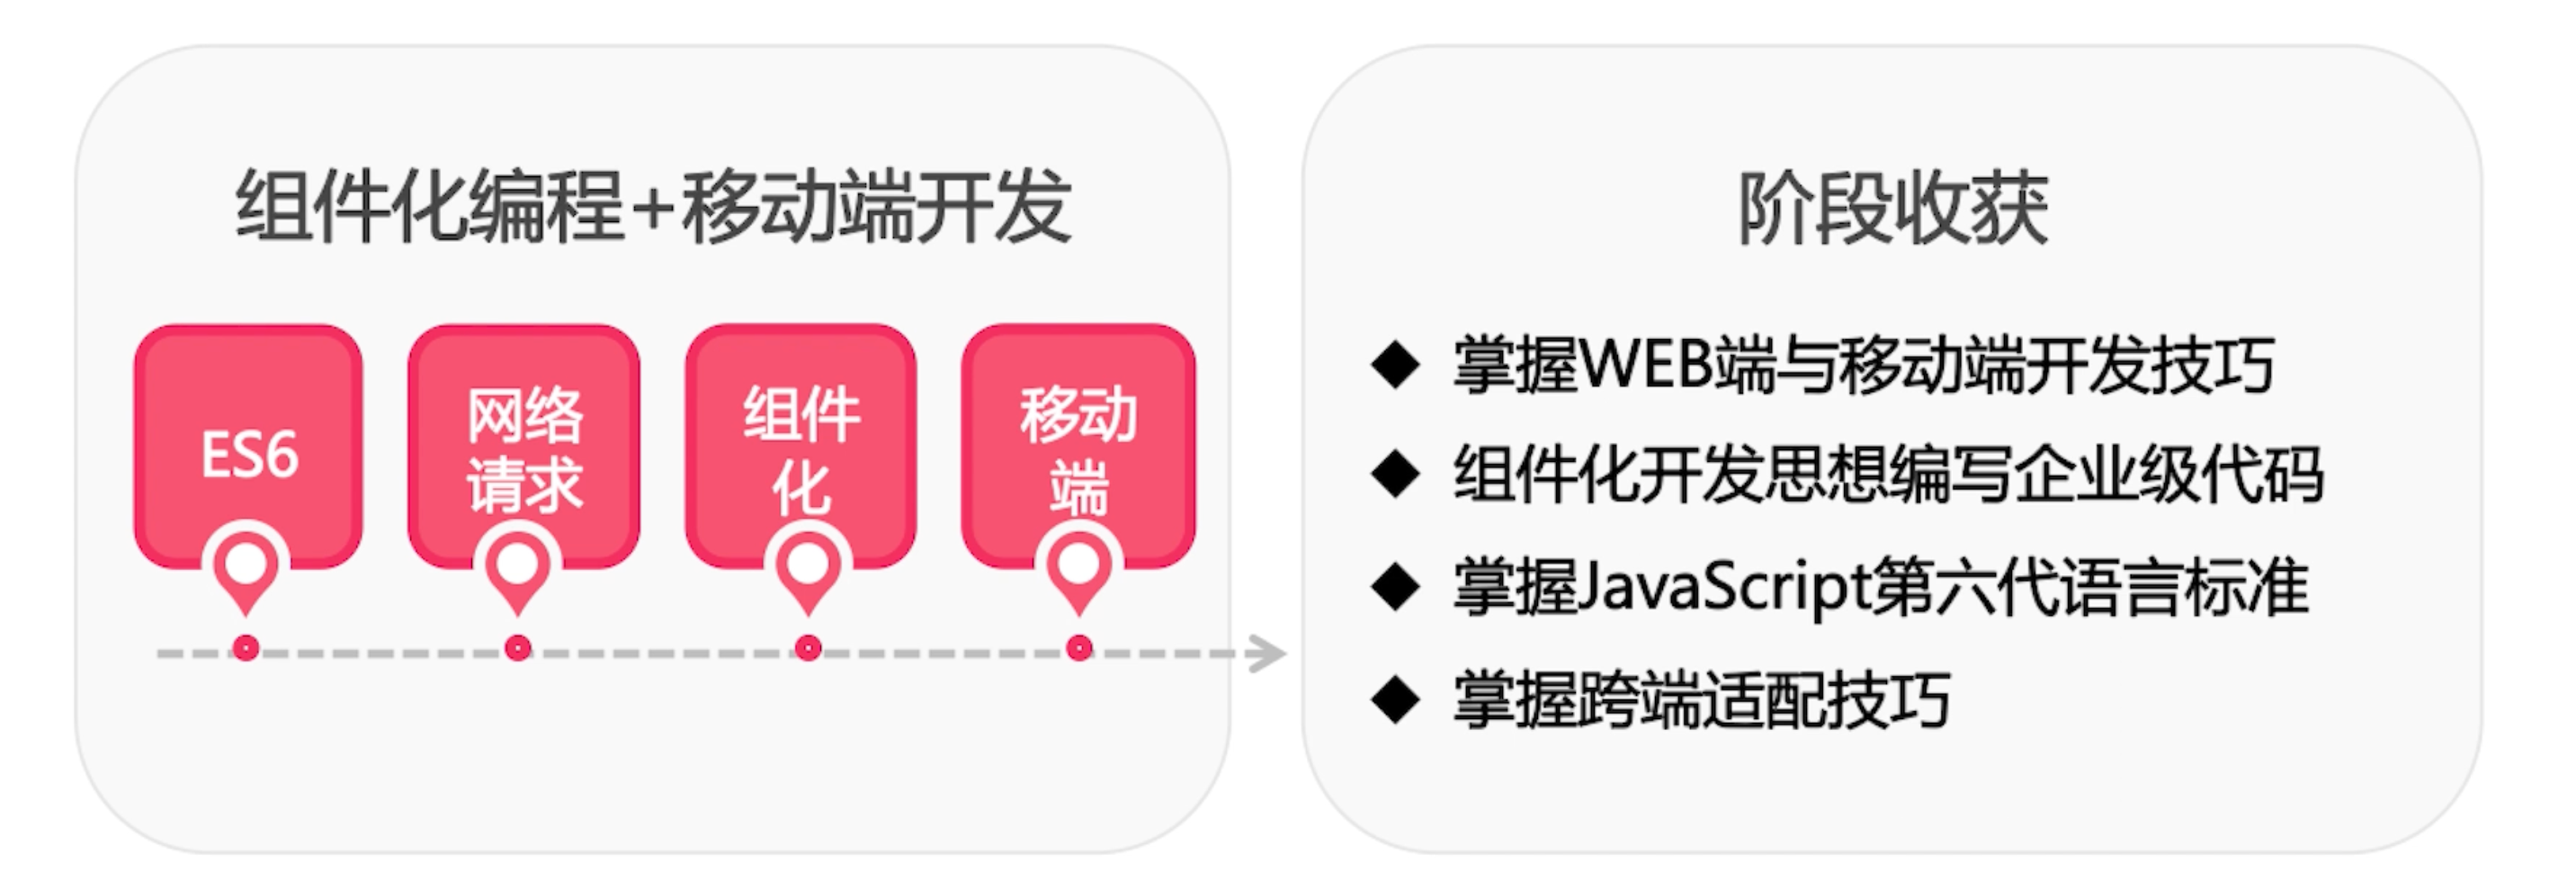 组件化编程+移动端开发
ES6
网络
请求
组件
化
移动
端
阶段收获
掌握WEB端与移动端开发技巧
组件化开发思想编写企业级代码
掌握JavaScript第六代语言标准
掌握跨端适配技巧